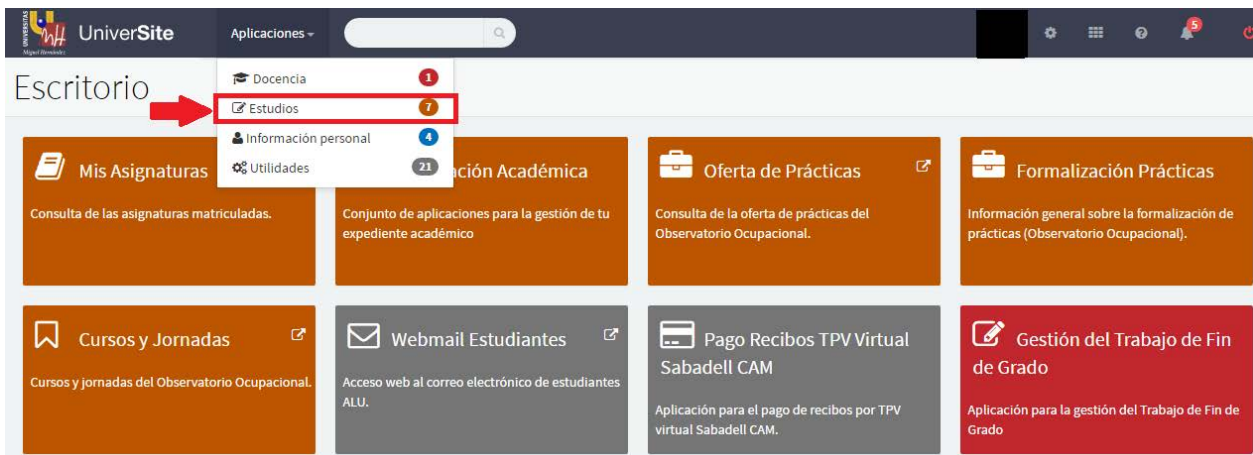 UNIVERSITAS
Miguel Hernández
UniverSite
Aplicaciones
5
Escritorio
Docencia 1
Estudios 7
Información personal 4
Utilidades 21
Mis Asignaturas
Consulta de las asignaturas matriculadas.
ación Académica
Conjunto de aplicaciones para la gestión de tu
expediente académico
Oferta de Prácticas
Consulta de la oferta de prácticas del
Observatorio Ocupacional.
Formalización Prácticas
Información general sobre la formalización de
prácticas (Observatorio Ocupacional).
Cursos y Jornadas
Cursos y jornadas del Observatorio Ocupacional.
Webmail Estudiantes
Acceso web al correo electrónico de estudiantes
ALU.
Pago Recibos TPV Virtual
Sabadell CAM
Aplicación para el pago de recibos por TPV
virtual Sabadell CAM.
Gestión del Trabajo de Fin
de Grado
Aplicación para la gestión del Trabajo de Fin de
Grado